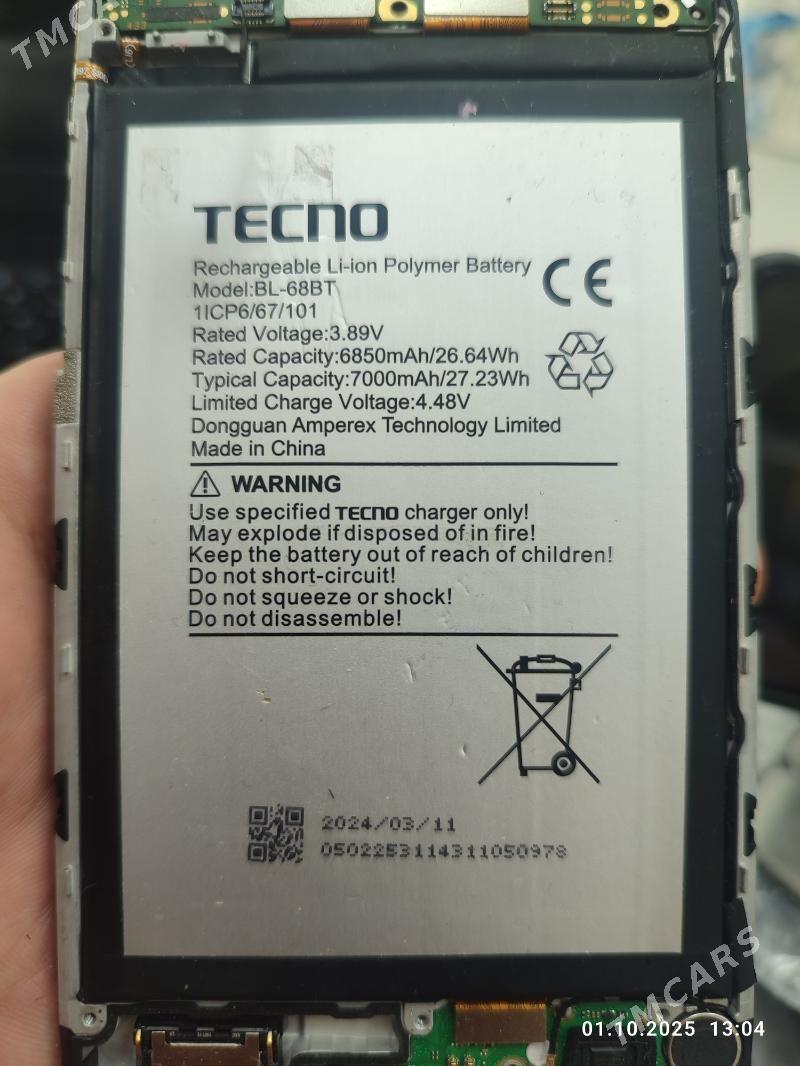 TMCARS
TECNO
Rechargeable Li-ion Polymer Battery
Model:BL-68BT
1ICP6/67/101
Rated Voltage:3.89V
Rated Capacity:6850mAh/26.64Wh
Typical Capacity:7000mAh/27.23Wh
Limited Charge Voltage:4.48V
Dongguan Amperex Technology Limited
Made in China
CE
WARNING
Use specified TECNO charger only!
May explode if disposed of in fire!
Keep the battery out of reach of children!
Do not short-circuit!
Do not squeeze or shock!
Do not disassemble!
2024/03/11
0502253114311050978
TMCARS
01.10.2025 13:04